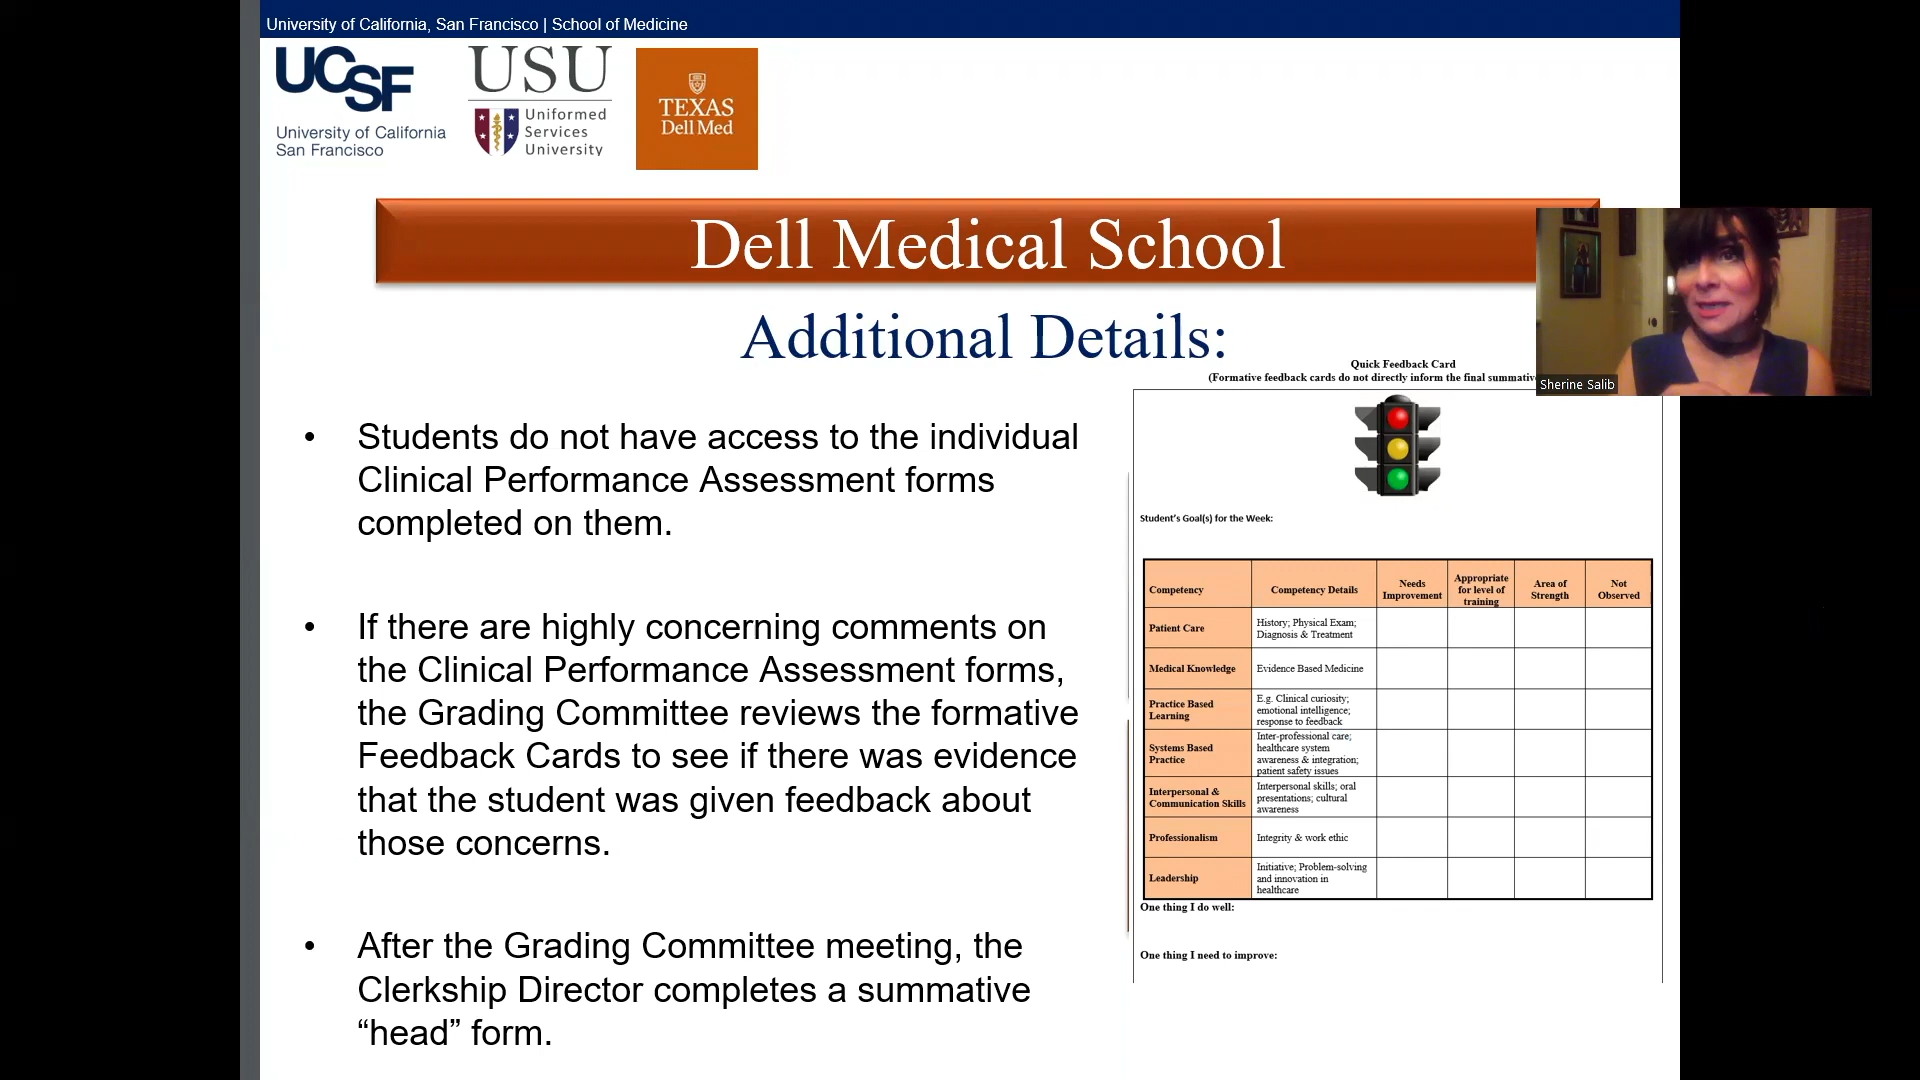 University of California, San Francisco | School of Medicine
UCSF
University of California
San Francisco
USU
Uniformed
Services
University
TEXAS
Dell Med
Dell Medical School
Additional Details:
Sherine Salib
• Students do not have access to the individual
Clinical Performance Assessment forms
completed on them.
• If there are highly concerning comments on
the Clinical Performance Assessment forms,
the Grading Committee reviews the formative
Feedback Cards to see if there was evidence
that the student was given feedback about
those concerns.
• After the Grading Committee meeting, the
Clerkship Director completes a summative
“head” form.
Quick Feedback Card
(Formative feedback cards do not directly inform the final summative
Student's Goal(s) for the Week:
Competency Competency Details Needs Improvement Appropriate for level of training Area of Strength Not Observed
Patient Care History; Physical Exam;
Diagnosis & Treatment
Medical Knowledge Evidence Based Medicine
Practice Based Learning E.g. Clinical curiosity;
emotional intelligence;
response to feedback
Systems Based Practice Inter-professional care;
healthcare system
awareness & integration;
patient safety issues
Interpersonal & Communication Skills Interpersonal skills; oral
presentations; cultural
awareness
Professionalism Integrity & work ethic
Leadership Initiative; Problem-solving
and innovation in
healthcare
One thing I do well:
One thing I need to improve: